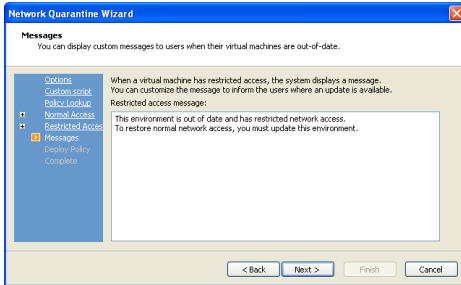 Network Quarantine Wizard
Messages
You can display custom messages to users when their virtual machines are out-of-date.
Options
Custom script
Policy Lookup
Normal Access
Restricted Acces
Messages
Deploy Policy
Complete
When a virtual machine has restricted access, the system displays a message.
You can customize the message to inform the users where an update is available.
Restricted access message:
This environment is out of date and has restricted network access.
To restore normal network access, you must update this environment.
< Back Next > Finish Cancel